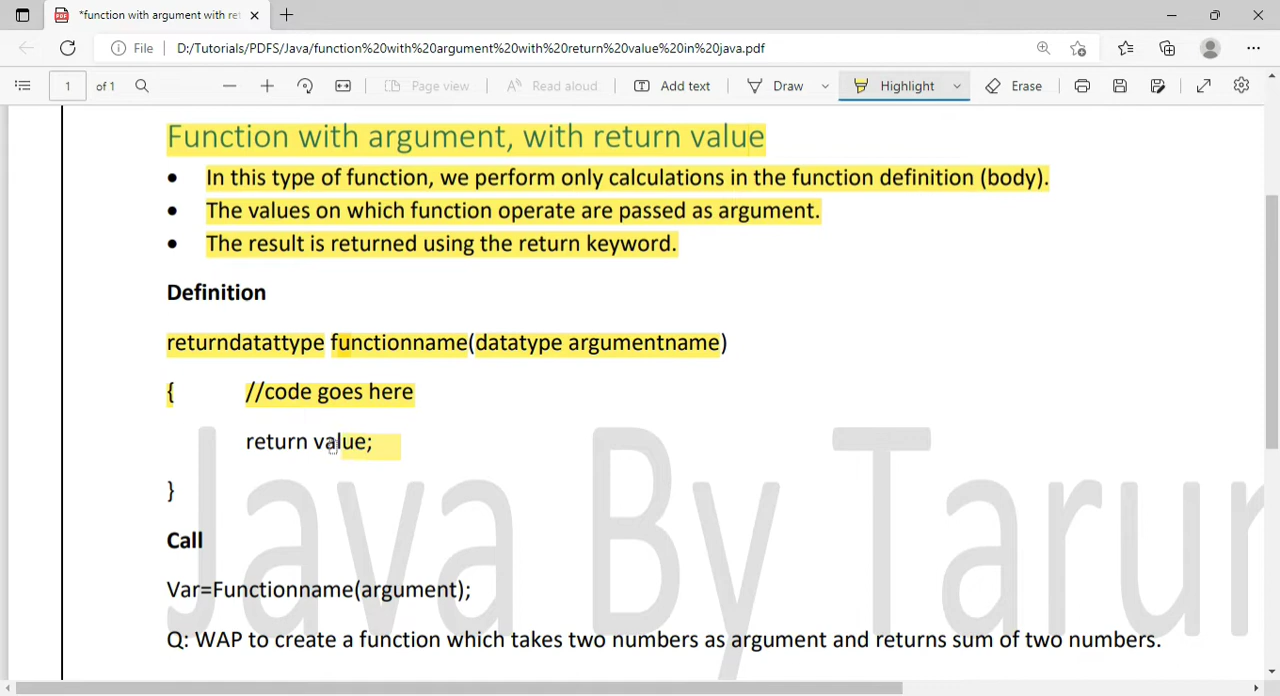 *function with argument with ret
File
D:/Tutorials/PDFS/Java/function%20with%20argument%20with%20return%20value%20in%20java.pdf
1 of 1
Page view
Read aloud
Add text
Draw
Highlight
Erase
Function with argument, with return value
• In this type of function, we perform only calculations in the function definition (body).
• The values on which function operate are passed as argument.
• The result is returned using the return keyword.
Definition
returndatattype functionname(datatype argumentname)
{ //code goes here
return value;
}
Java By Tarun
Call
Var=Functionname(argument);
Q: WAP to create a function which takes two numbers as argument and returns sum of two numbers.